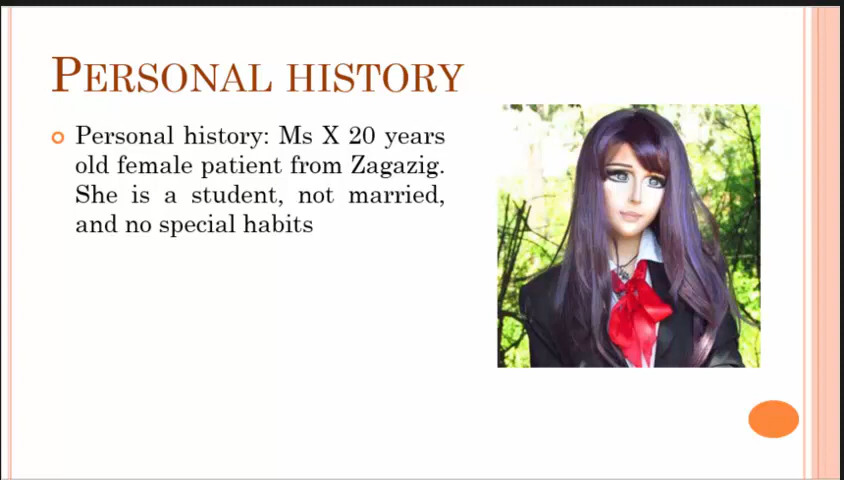 PERSONAL HISTORY
Personal history: Ms X 20 years
old female patient from Zagazig.
She is a student, not married,
and no special habits